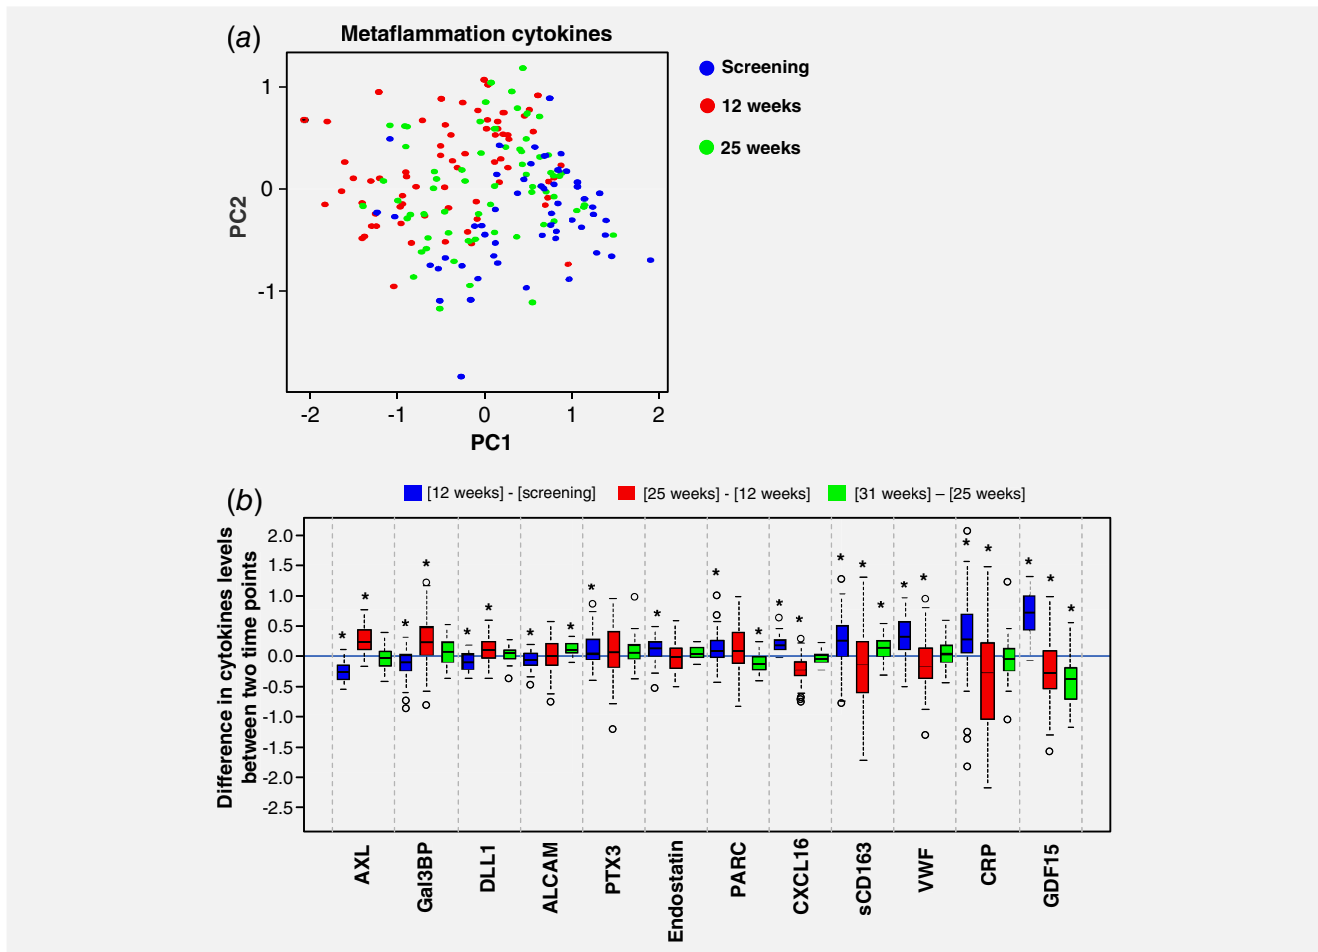 (a)
Metaflammation cytokines
Screening
12 weeks
25 weeks
1
0
-1
PC2
-2 -1 0 1 2
PC1
(b)
[12 weeks] - [screening] [25 weeks] - [12 weeks] [31 weeks] – [25 weeks]
Difference in cytokines levels
between two time points
2.0
1.5
1.0
0.5
0.0
-0.5
-1.0
-1.5
-2.0
-2.5
* * * * * * * * * * * * * * * * * * * * * * *
AXL
Gal3BP
DLL1
ALCAM
PTX3
Endostatin
PARC
CXCL16
sCD163
VWF
CRP
GDF15